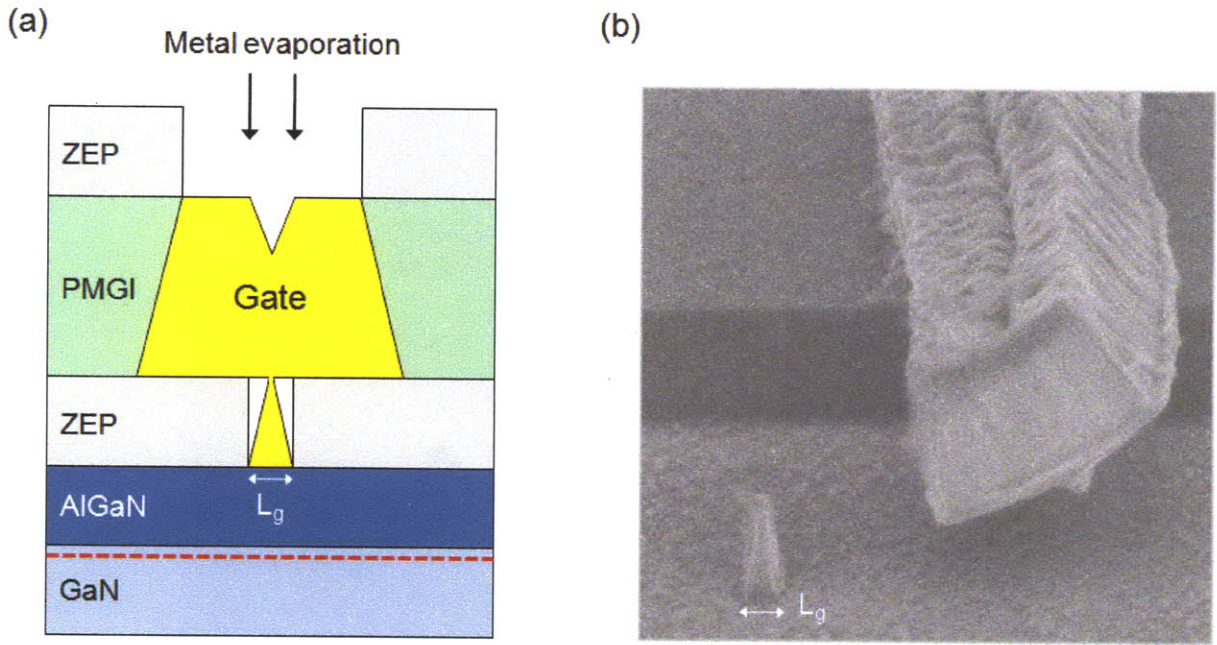 (a)
Metal evaporation
ZEP
PMGI
Gate
ZEP
AlGaN
Lg
GaN
(b)
Lg